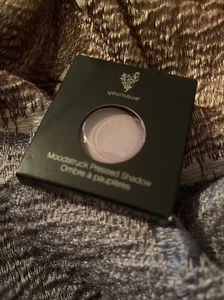 younique
Moodstruck Pressed Shadow
Ombre à paupières